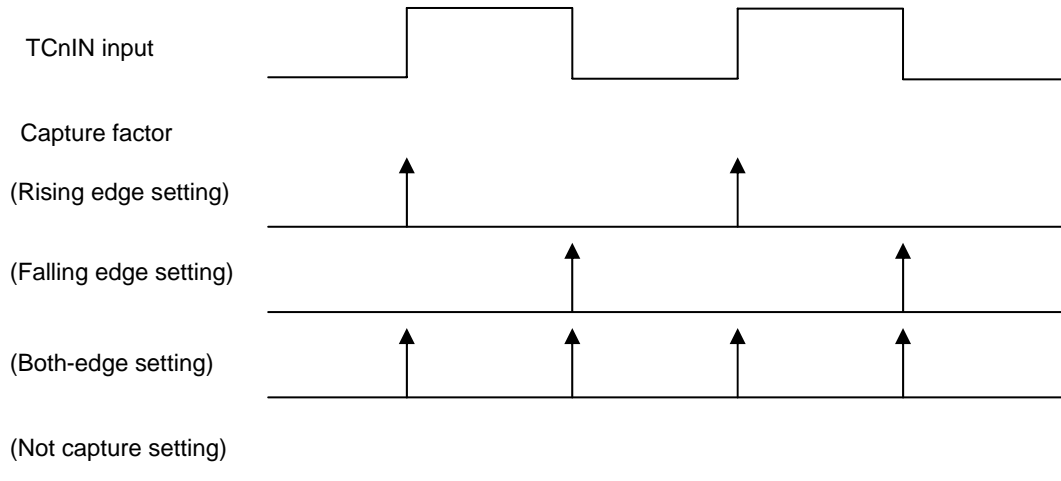 TCnIN input
Capture factor
(Rising edge setting)
(Falling edge setting)
(Both-edge setting)
(Not capture setting)